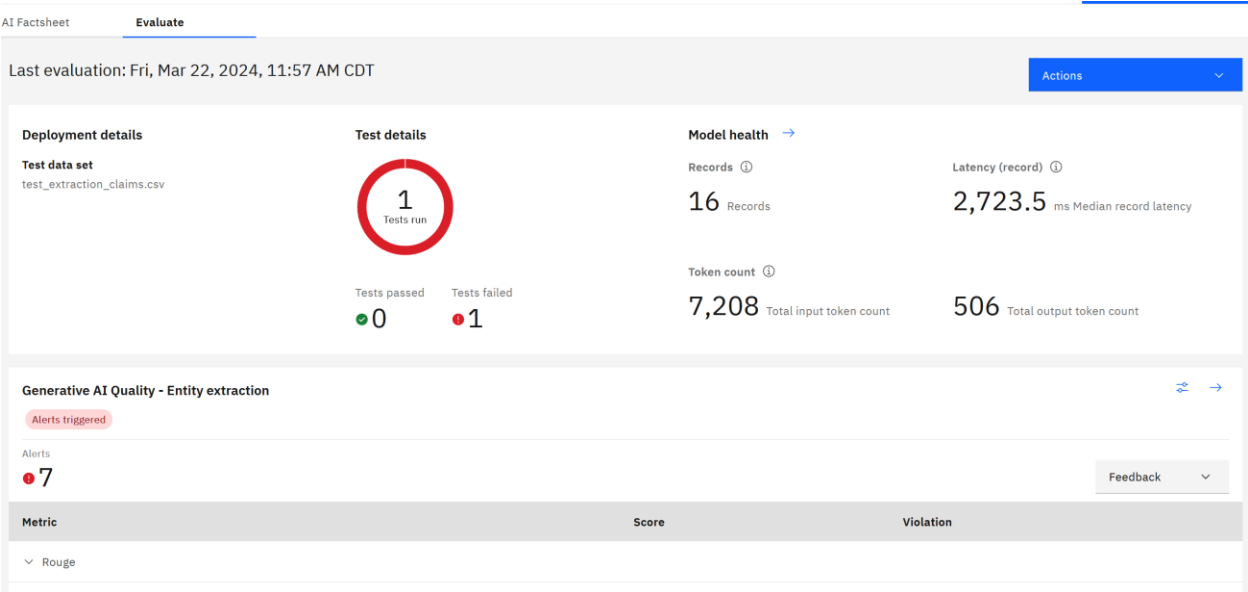 AI Factsheet
Evaluate
Last evaluation: Fri, Mar 22, 2024, 11:57 AM CDT
Actions
Deployment details
Test data set
test_extraction_claims.csv
Test details
1
Tests run
Tests passed
0
Tests failed
1
Model health
Records
16 Records
Latency (record)
2,723.5 ms Median record latency
Token count
7,208 Total input token count
506 Total output token count
Generative AI Quality - Entity extraction
Alerts triggered
Alerts
7
Feedback
Metric Score Violation
Rouge